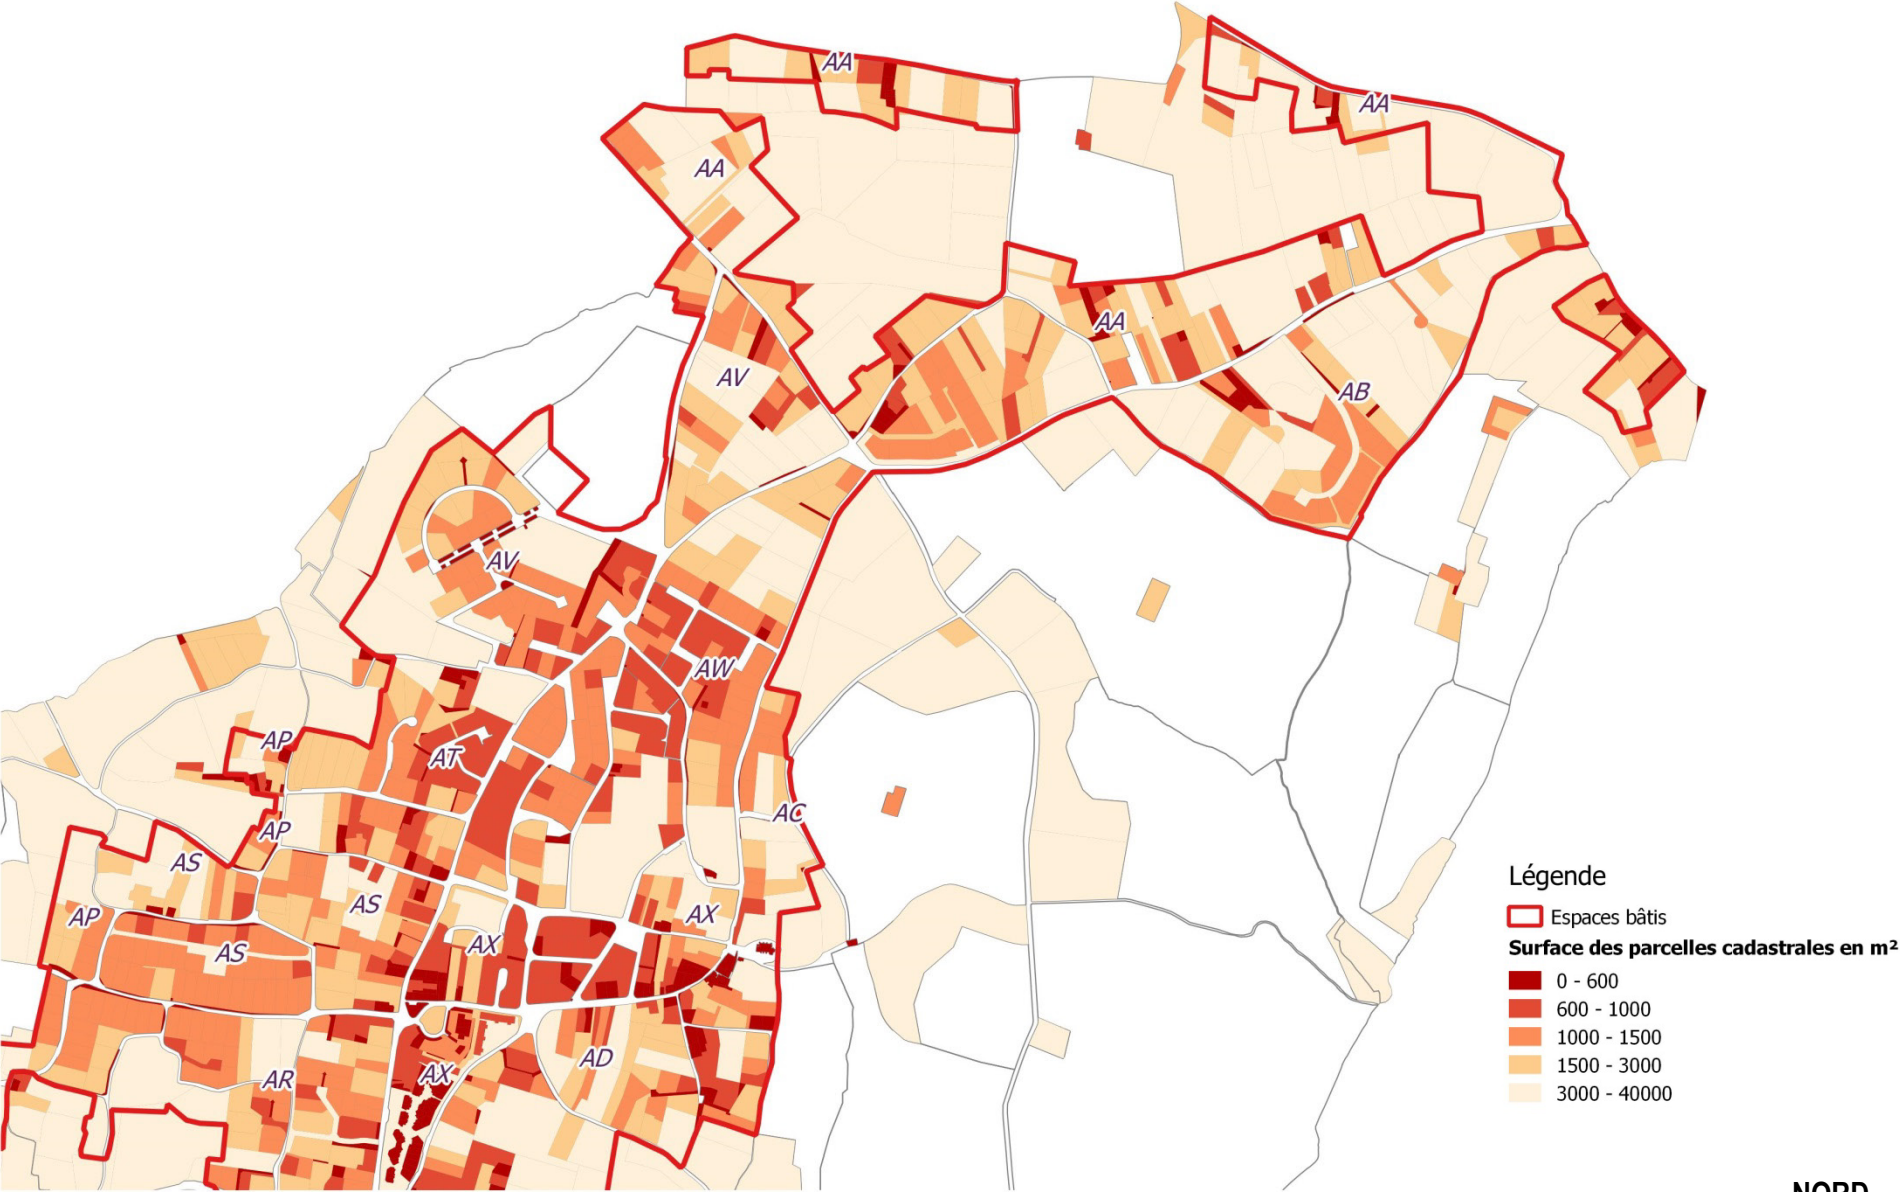 AA
AA
AA
AA
AV
AB
AV
AW
AP
AT
AC
AP
AS
AS
AP
AX
AS
AX
AD
AR
AX
Légende
Espaces bâtis
Surface des parcelles cadastrales en m²
0 - 600
600 - 1000
1000 - 1500
1500 - 3000
3000 - 40000
NORD